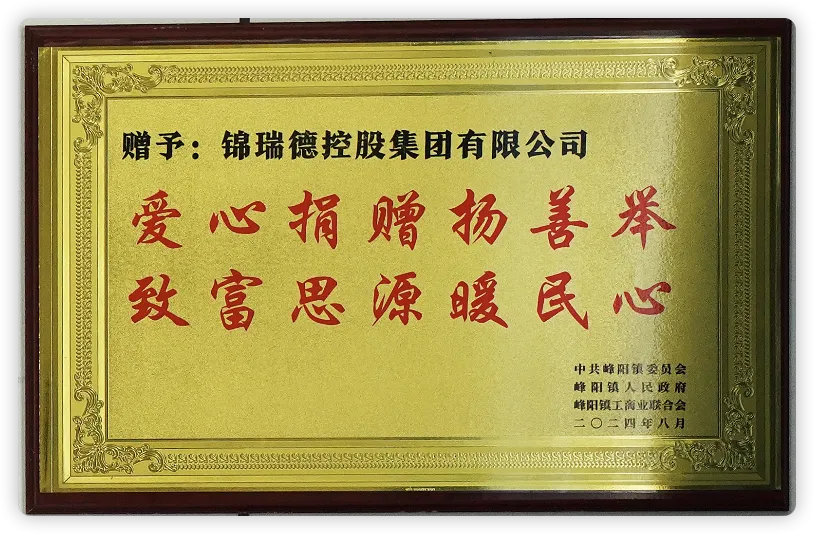 赠予：锦瑞德控股集团有限公司
爱心捐赠扬善举
致富思源暖民心
中共峰阳镇委员会
峰阳镇人民政府
峰阳镇工商业联合会
二〇二四年八月